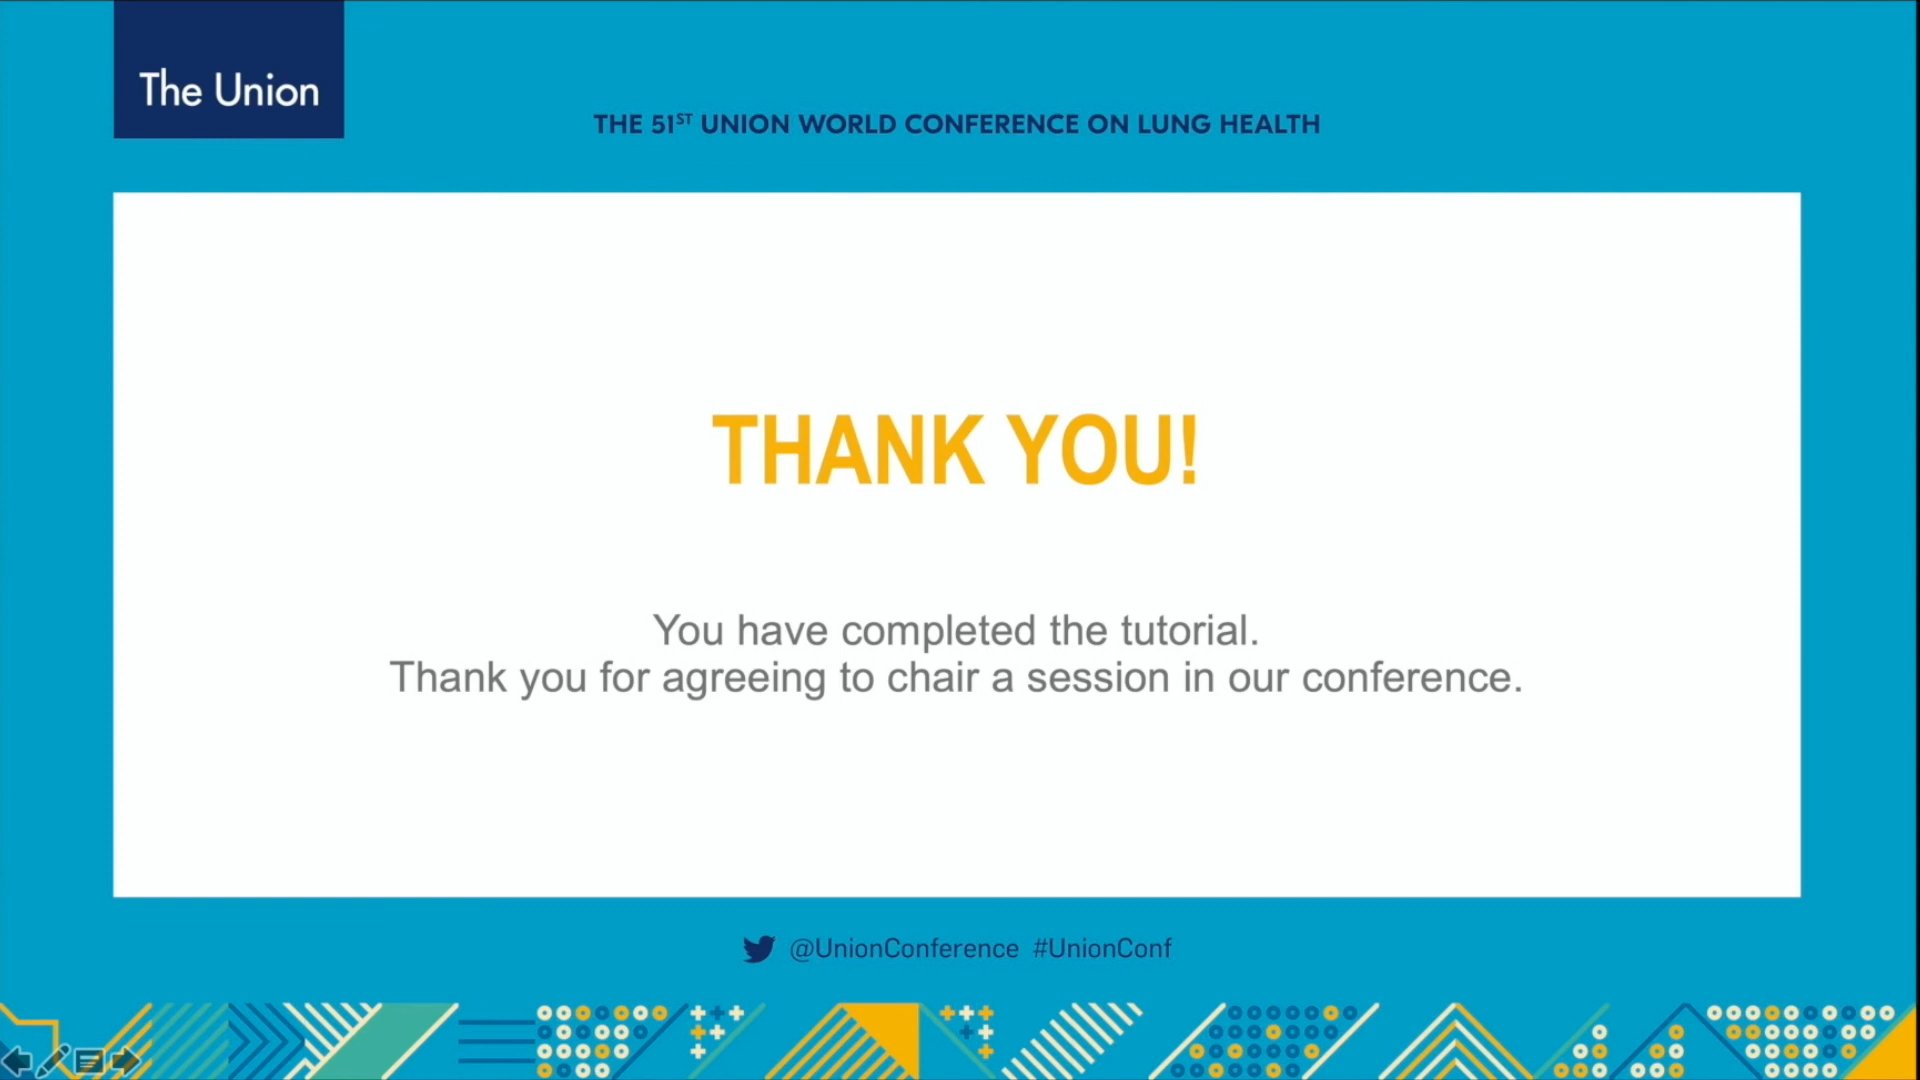 The Union
THE 51ST UNION WORLD CONFERENCE ON LUNG HEALTH
THANK YOU!
You have completed the tutorial.
Thank you for agreeing to chair a session in our conference.
@UnionConference #UnionConf